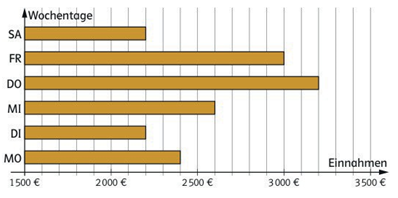 Wochentage
SA
FR
DO
MI
DI
MO
Einnahmen
1500 € 2000 € 2500 € 3000 € 3500 €